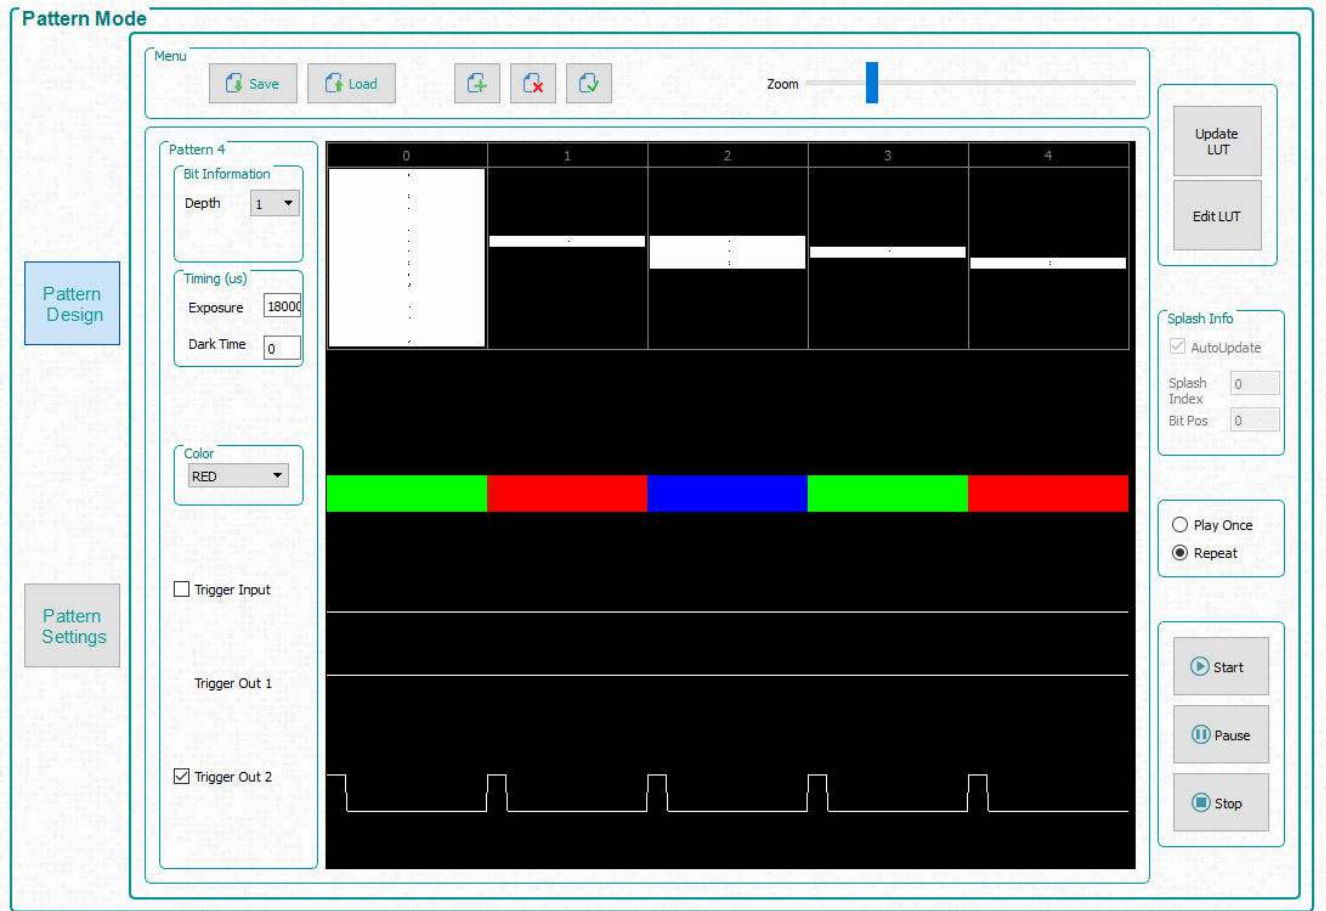 Pattern Mode
Menu
Save
Load
Zoom
Update
LUT
Edit LUT
Pattern 4
Bit Information
Depth
1
Timing (us)
Exposure
Dark Time
0
Color
RED
Trigger Input
Trigger Out 1
Trigger Out 2
0
1
2
3
4
Pattern
Design
Pattern
Settings
Splash Info
AutoUpdate
Splash
Index
0
Bit Pos
0
Play Once
Repeat
Start
Pause
Stop